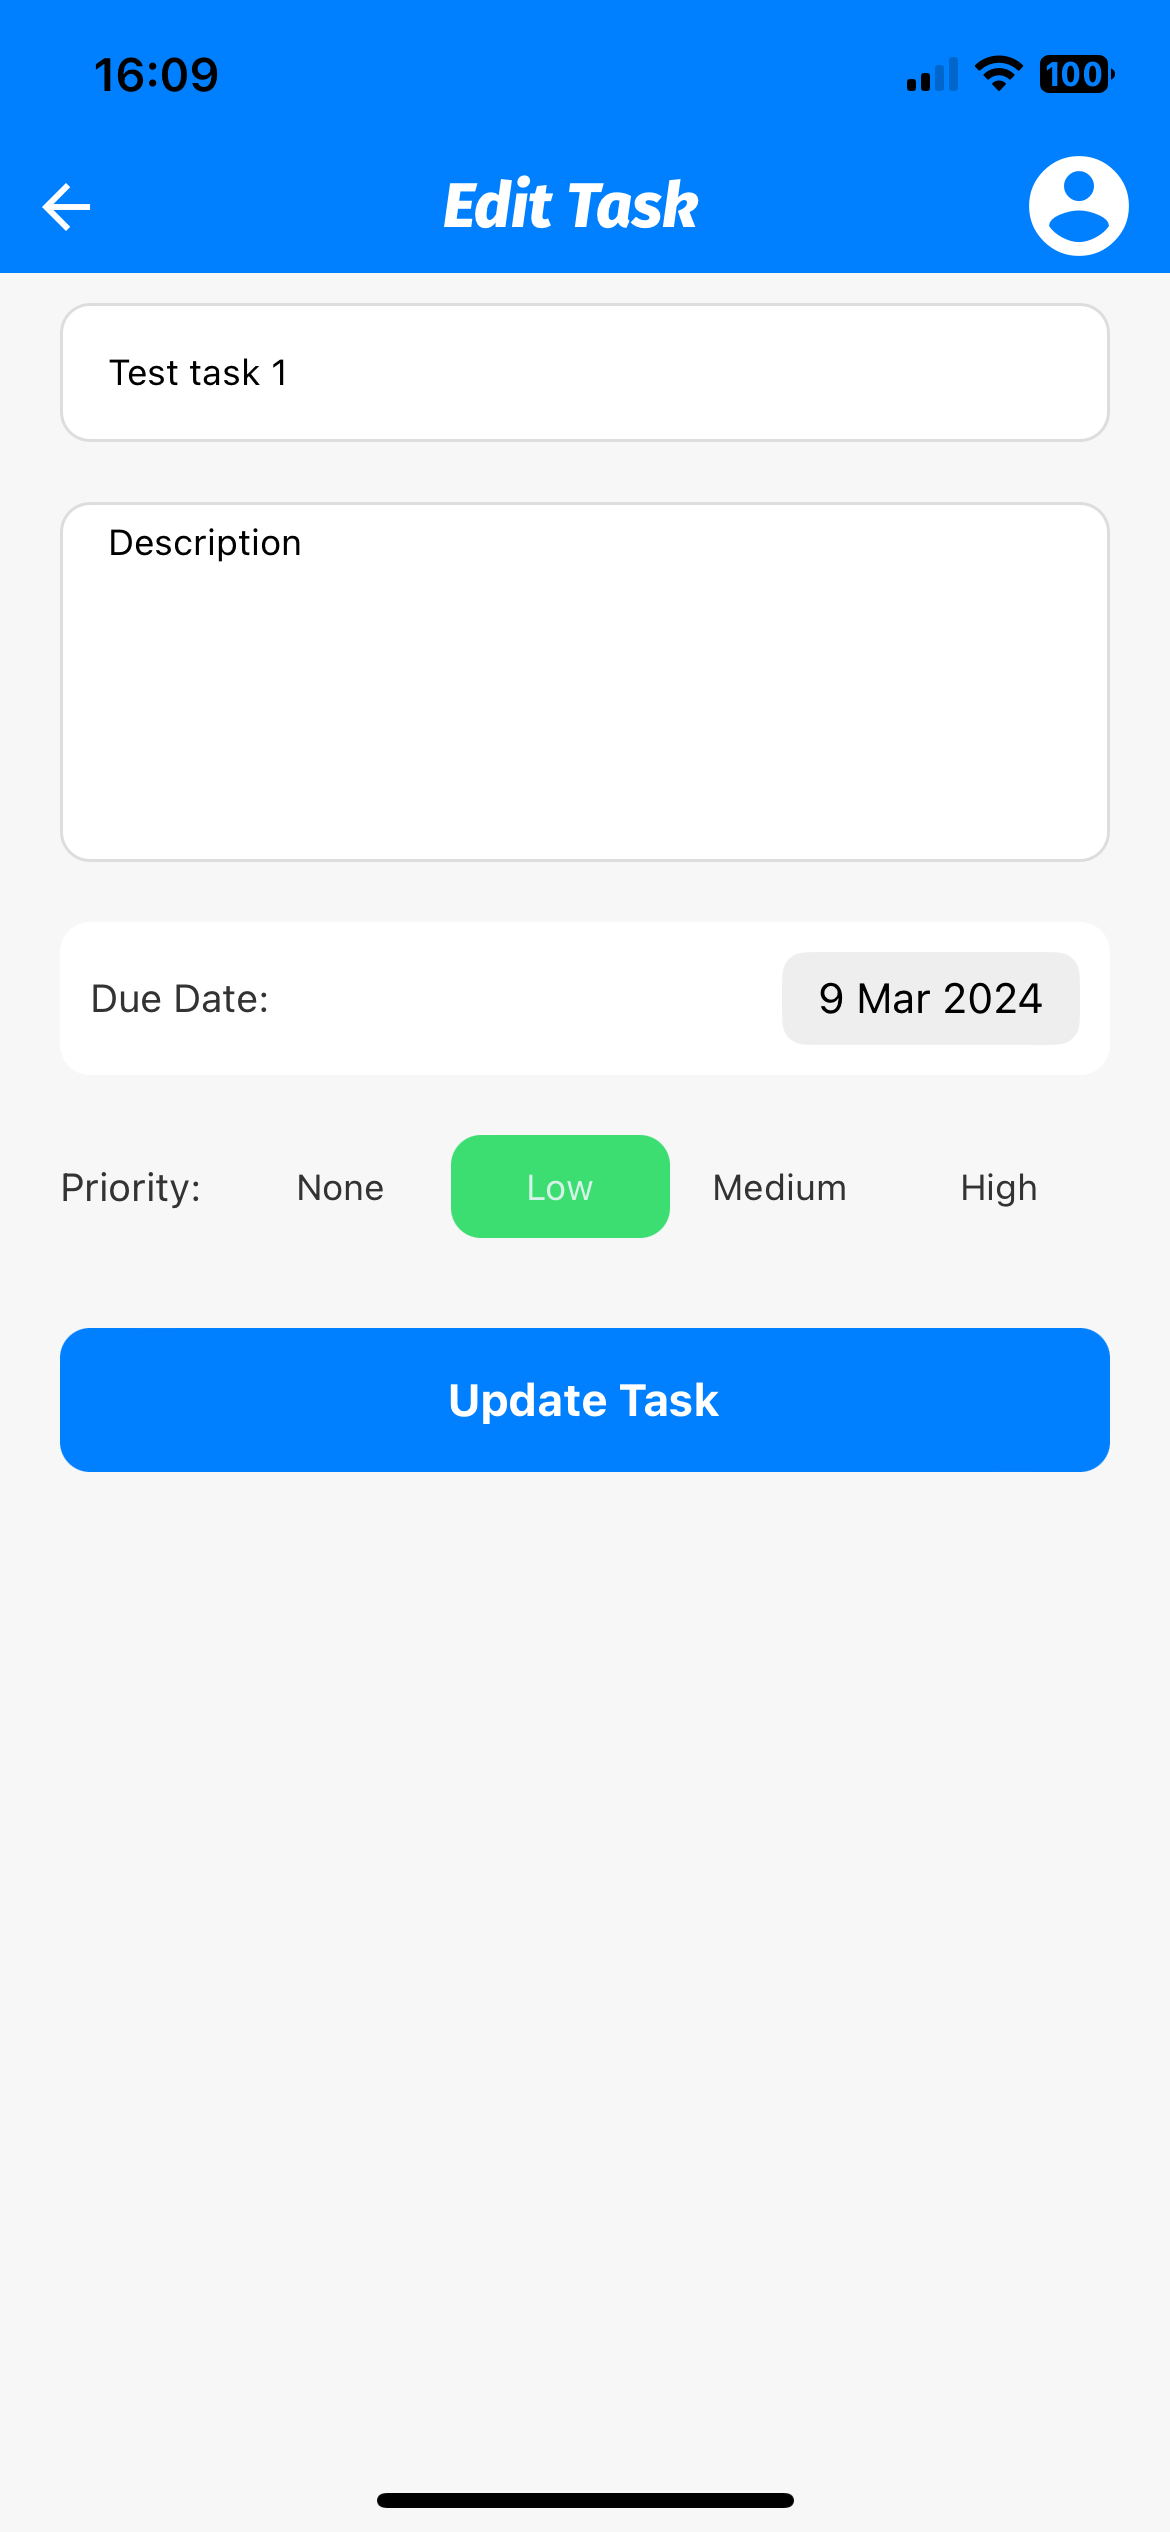 16:09
100
Edit Task
Test task 1
Description
Due Date: 9 Mar 2024
Priority: None Low Medium High
Update Task